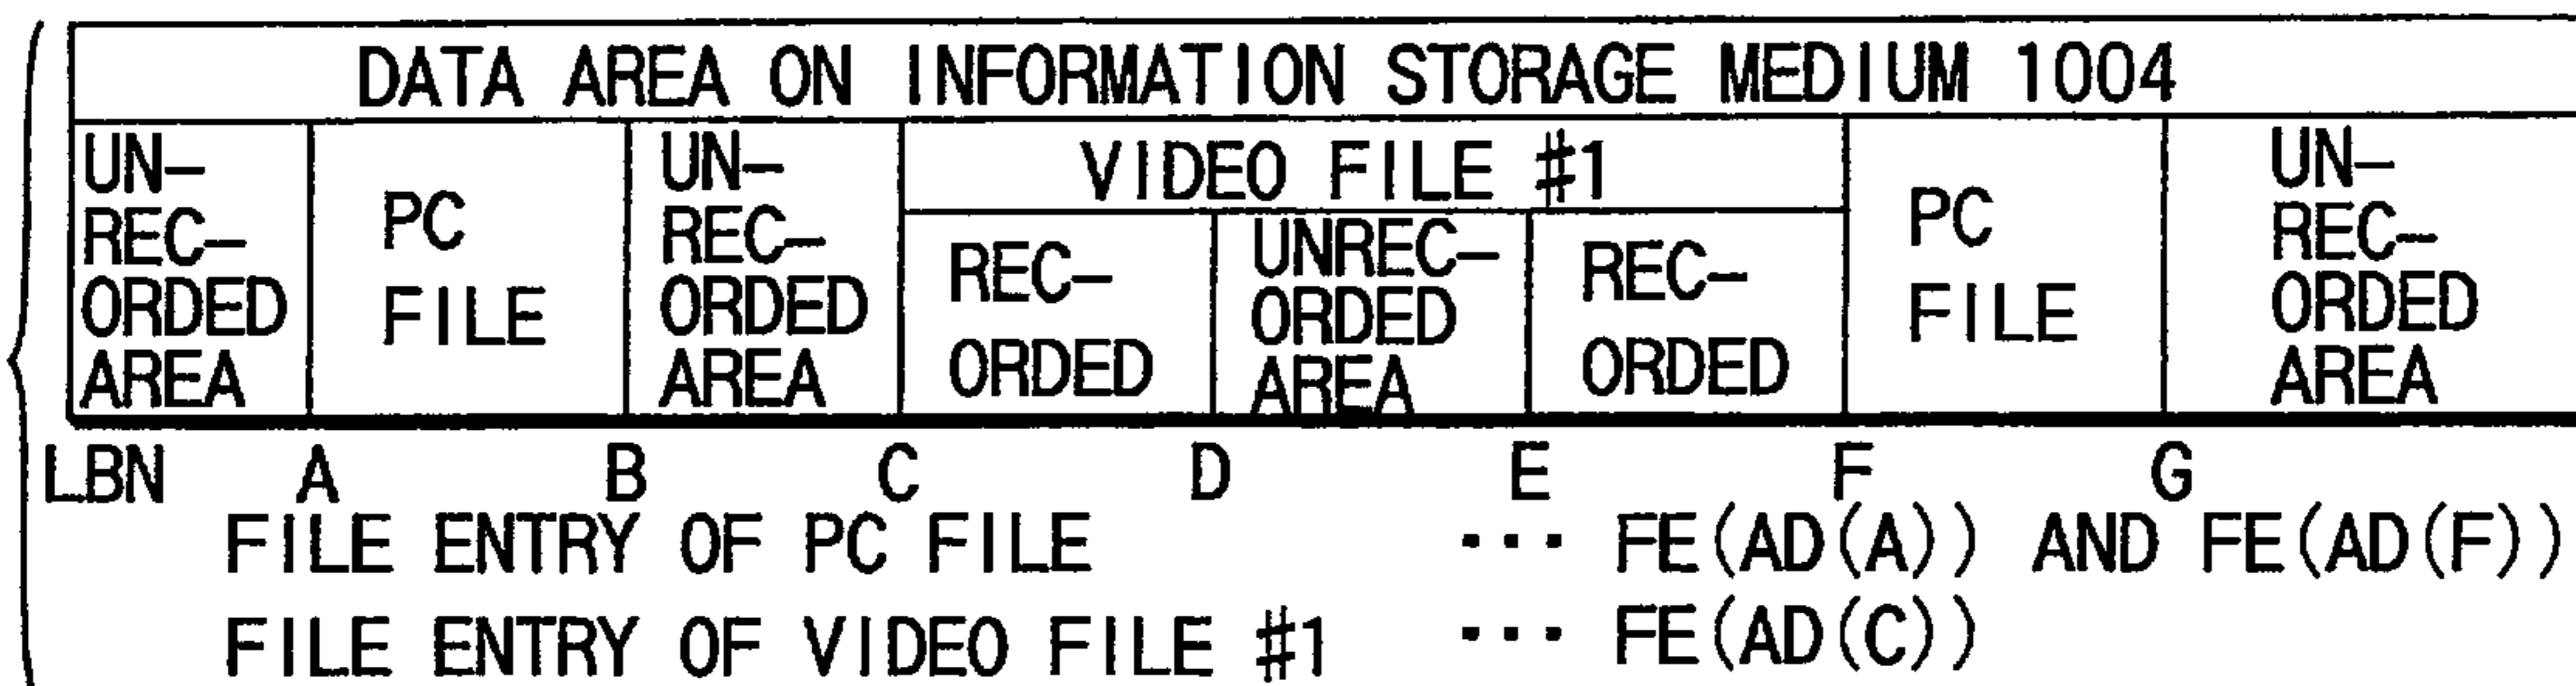 DATA AREA ON INFORMATION STORAGE MEDIUM 1004
UN-
REC-
ORDED
AREA
PC
FILE
UN-
REC-
ORDED
AREA
VIDEO FILE #1
REC-
ORDED
UNREC-
ORDED
AREA
REC-
ORDED
PC
FILE
UN-
REC-
ORDED
AREA
LBN A B C D E F G
FILE ENTRY OF PC FILE ··· FE(AD(A)) AND FE(AD(F))
FILE ENTRY OF VIDEO FILE #1 ··· FE(AD(C))